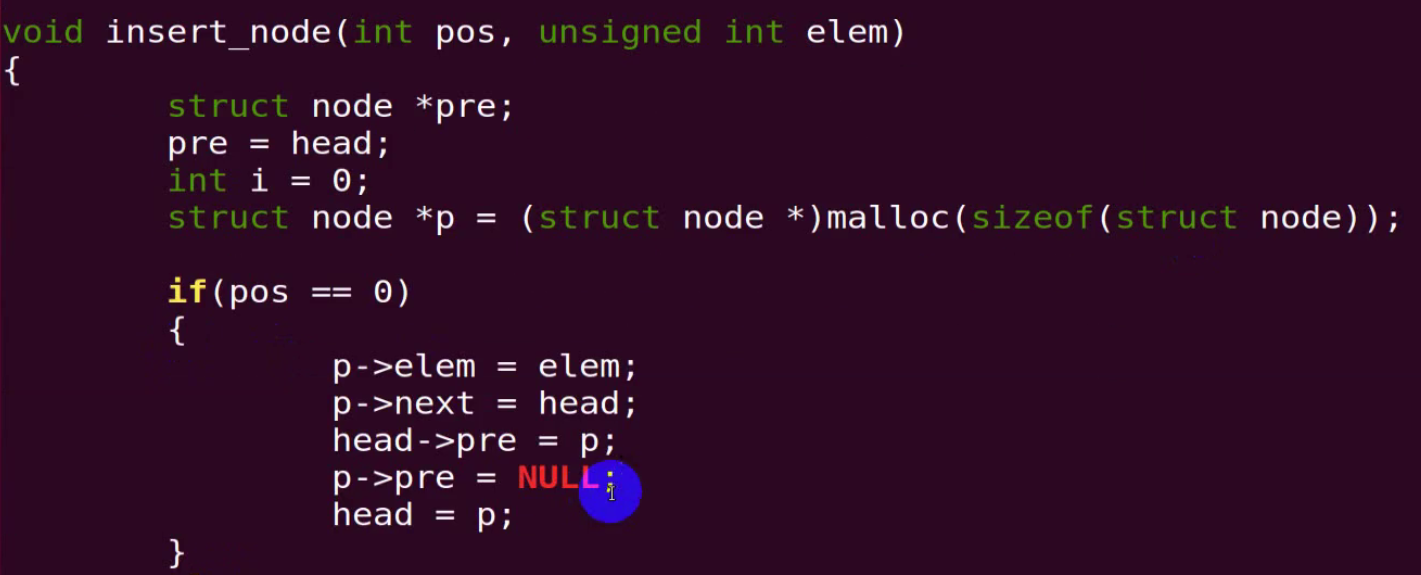 void insert_node(int pos, unsigned int elem)
{
struct node *pre;
pre = head;
int i = 0;
struct node *p = (struct node *)malloc(sizeof(struct node));
if(pos == 0)
{
p->elem = elem;
p->next = head;
head->pre = p;
p->pre = NULL;
head = p;
}